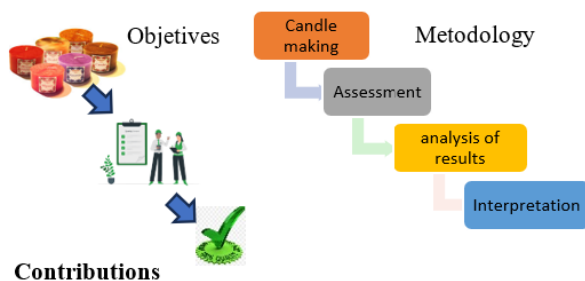 Objetives
Candle
making
Metodology
Assessment
analysis of
results
Interpretation
Contributions